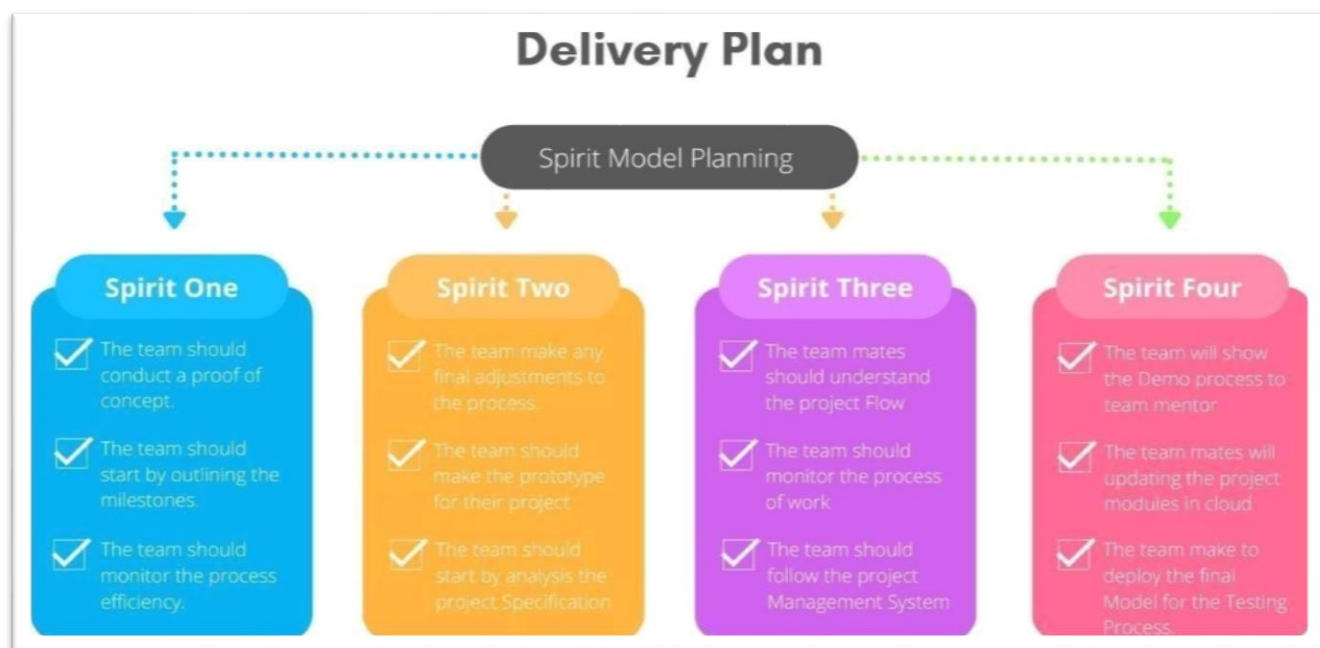 Delivery Plan
Spirit Model Planning
Spirit One
The team should
conduct a proof of
concept.
The team should
start by outlining the
milestones.
The team should
monitor the process
efficiency.
Spirit Two
The team make any
final adjustments to
the process.
The team should
make the prototype
for their project
The team should
start by analysis the
project Specification
Spirit Three
The team mates
should understand
the project Flow
The team should
monitor the process
of work
The team should
follow the project
Management System
Spirit Four
The team will show
the Demo process to
team mentor
The team mates will
updating the project
modules in cloud
The team make to
deploy the final
Model for the Testing
Process.